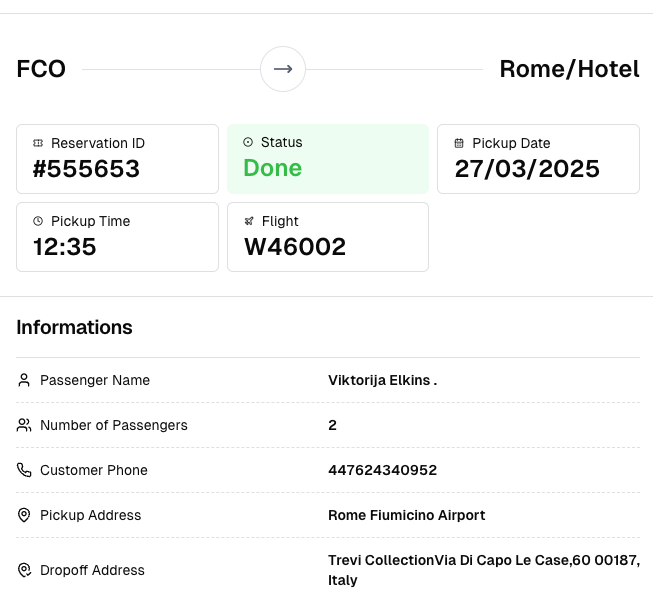 FCO
Rome/Hotel
Reservation ID
#555653
Status
Done
Pickup Date
27/03/2025
Pickup Time
12:35
Flight
W46002
Informations
Passenger Name
Viktorija Elkins .
Number of Passengers
2
Customer Phone
447624340952
Pickup Address
Rome Fiumicino Airport
Dropoff Address
Trevi CollectionVia Di Capo Le Case,60 00187,
Italy